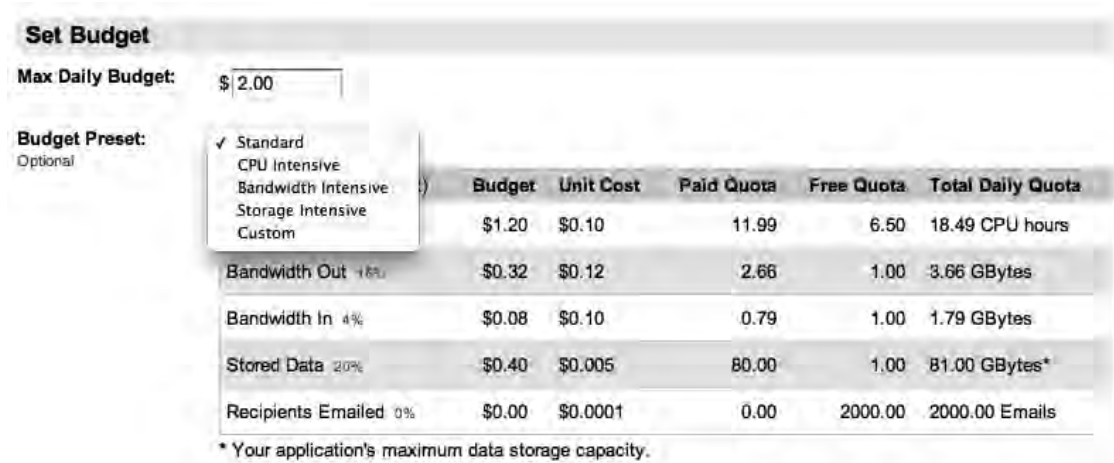 Set Budget
Max Daily Budget: $ 2.00
Budget Preset:
Optional
✓ Standard
CPU Intensive
Bandwidth Intensive
Storage Intensive
Custom
) Budget Unit Cost Paid Quota Free Quota Total Daily Quota
$1.20 $0.10 11.99 6.50 18.49 CPU hours
Bandwidth Out 16% $0.32 $0.12 2.66 1.00 3.66 GBytes
Bandwidth In 4% $0.08 $0.10 0.79 1.00 1.79 GBytes
Stored Data 20% $0.40 $0.005 80.00 1.00 81.00 GBytes*
Recipients Emailed 0% $0.00 $0.0001 0.00 2000.00 2000.00 Emails
* Your application's maximum data storage capacity.